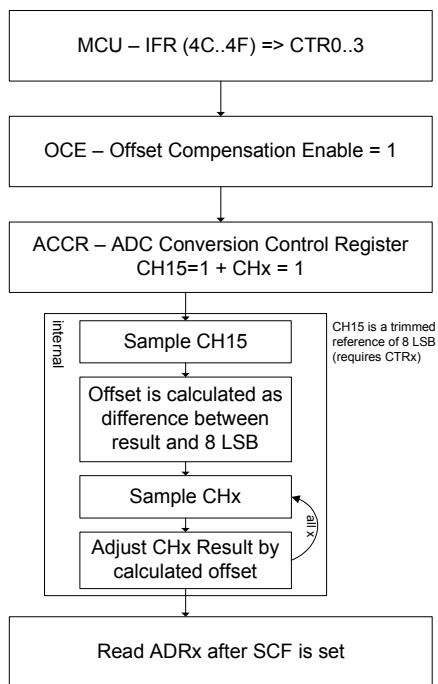 MCU – IFR (4C..4F) => CTR0..3
OCE – Offset Compensation Enable = 1
ACCR – ADC Conversion Control Register
CH15=1 + CHx = 1
internal
CH15 is a trimmed
reference of 8 LSB
(requires CTRx)
Sample CH15
Offset is calculated as
difference between
result and 8 LSB
Sample CHx
all x
Adjust CHx Result by
calculated offset
Read ADRx after SCF is set